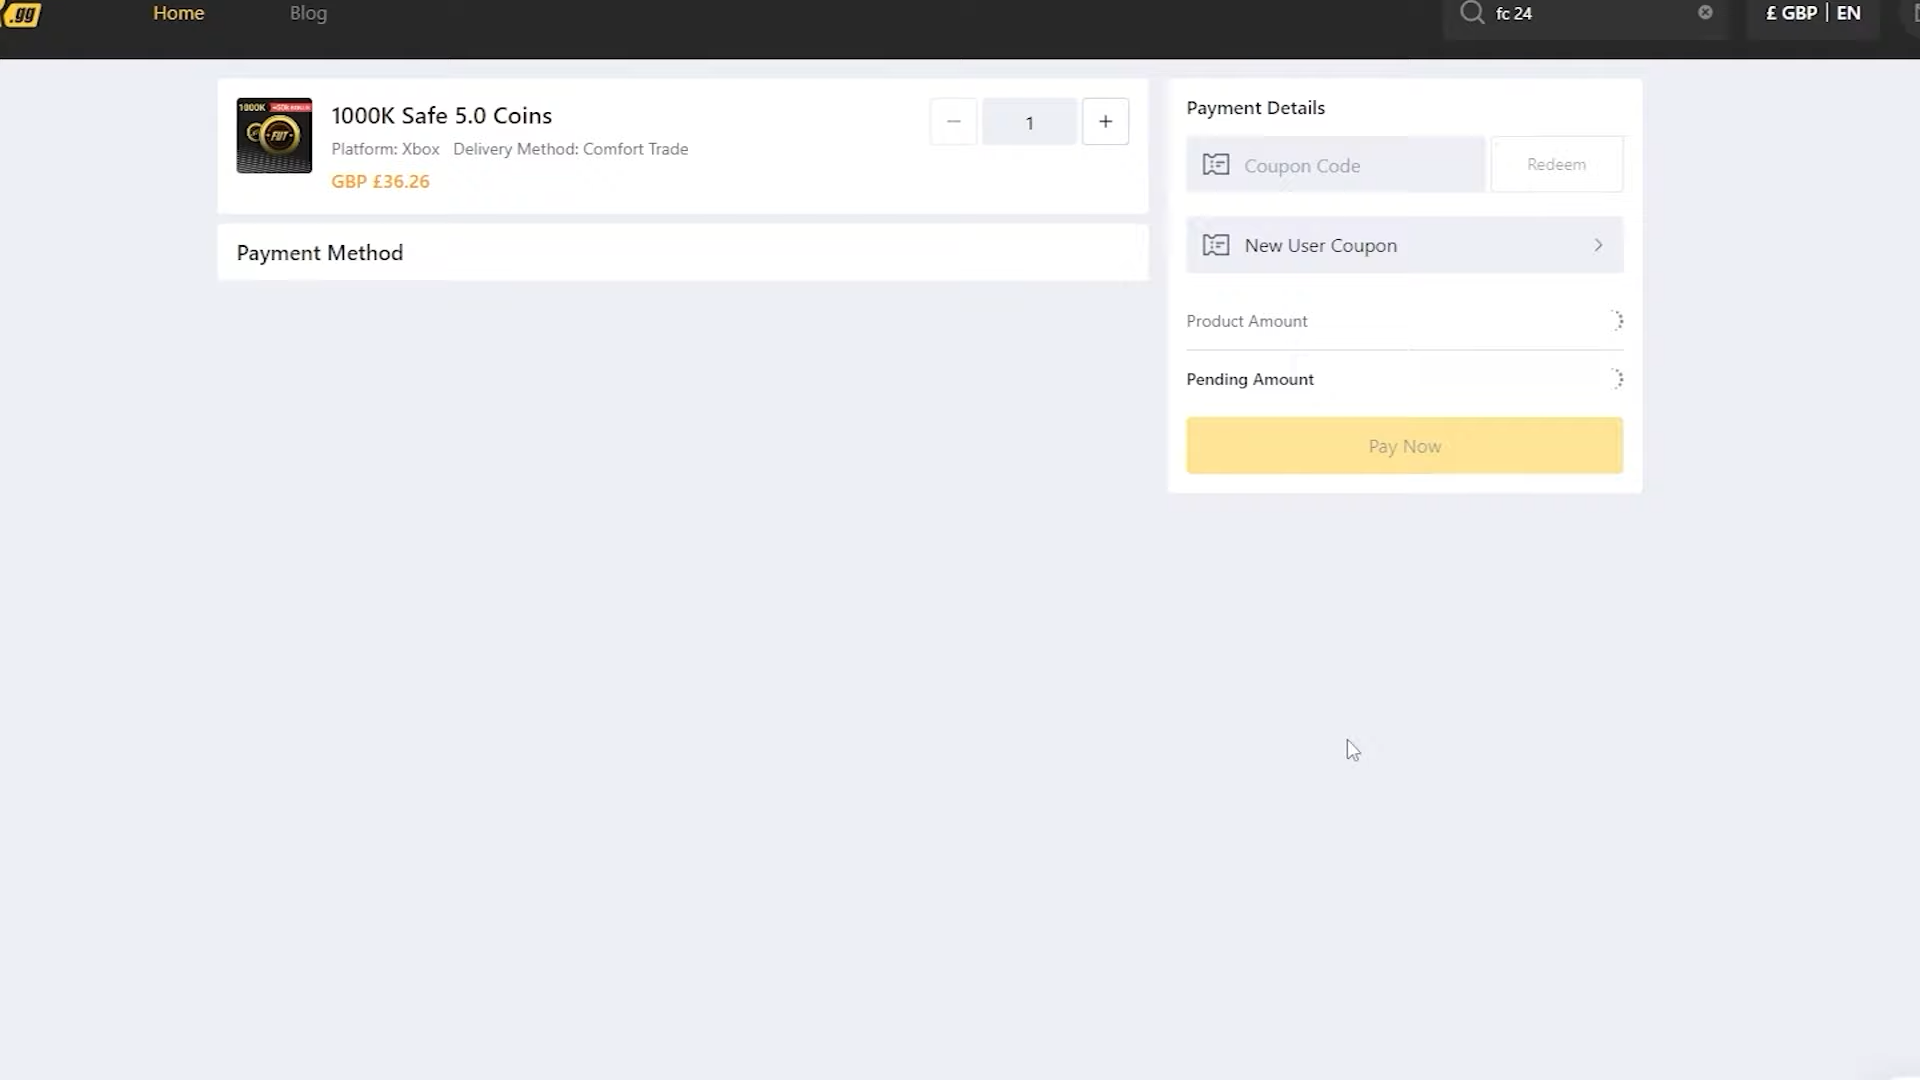 .gg
Home
Blog
fc 24
£ GBP | EN
1000K
FUT
1000K Safe 5.0 Coins
Platform: Xbox Delivery Method: Comfort Trade
GBP £36.26
1
Payment Method
Payment Details
Coupon Code
Redeem
New User Coupon
Product Amount
Pending Amount
Pay Now